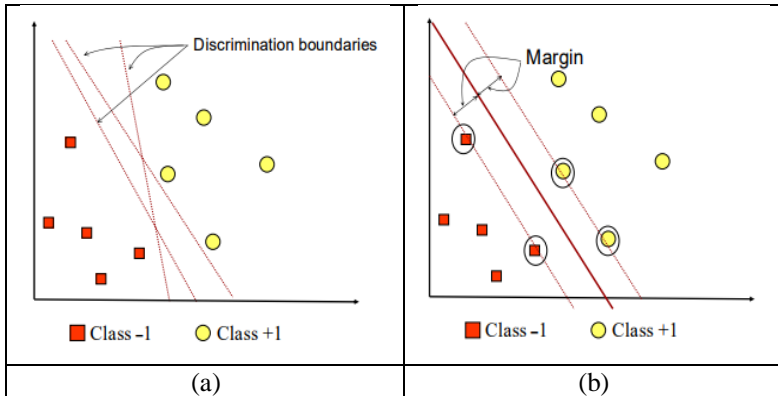 Discrimination boundaries
Class –1
Class +1
(a)
Margin
Class –1
Class +1
(b)